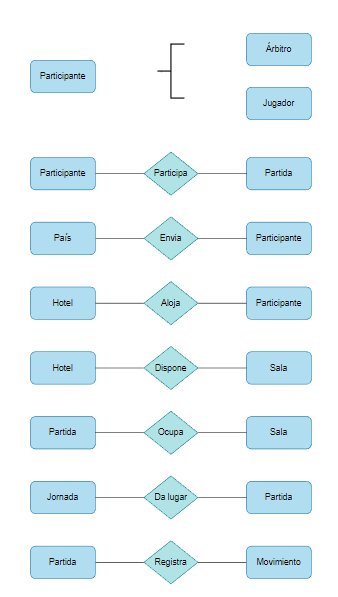 Árbitro
Participante
Jugador
Participante Participa Partida
País Envia Participante
Hotel Aloja Participante
Hotel Dispone Sala
Partida Ocupa Sala
Jornada Da lugar Partida
Partida Registra Movimiento